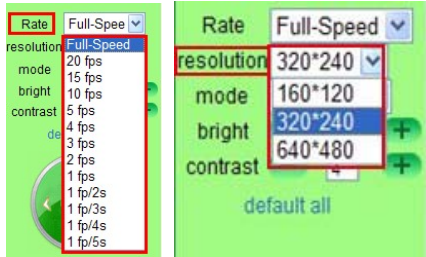 Rate Full-Spee
resolution Full-Speed
20 fps
mode 15 fps
bright 10 fps
contrast 5 fps
4 fps
de 3 fps
2 fps
1 fps
1 fp/2s
1 fp/3s
1 fp/4s
1 fp/5s
Rate Full-Speed
resolution 320*240
mode 160*120
bright 320*240 +
640*480
contrast 4 +
default all